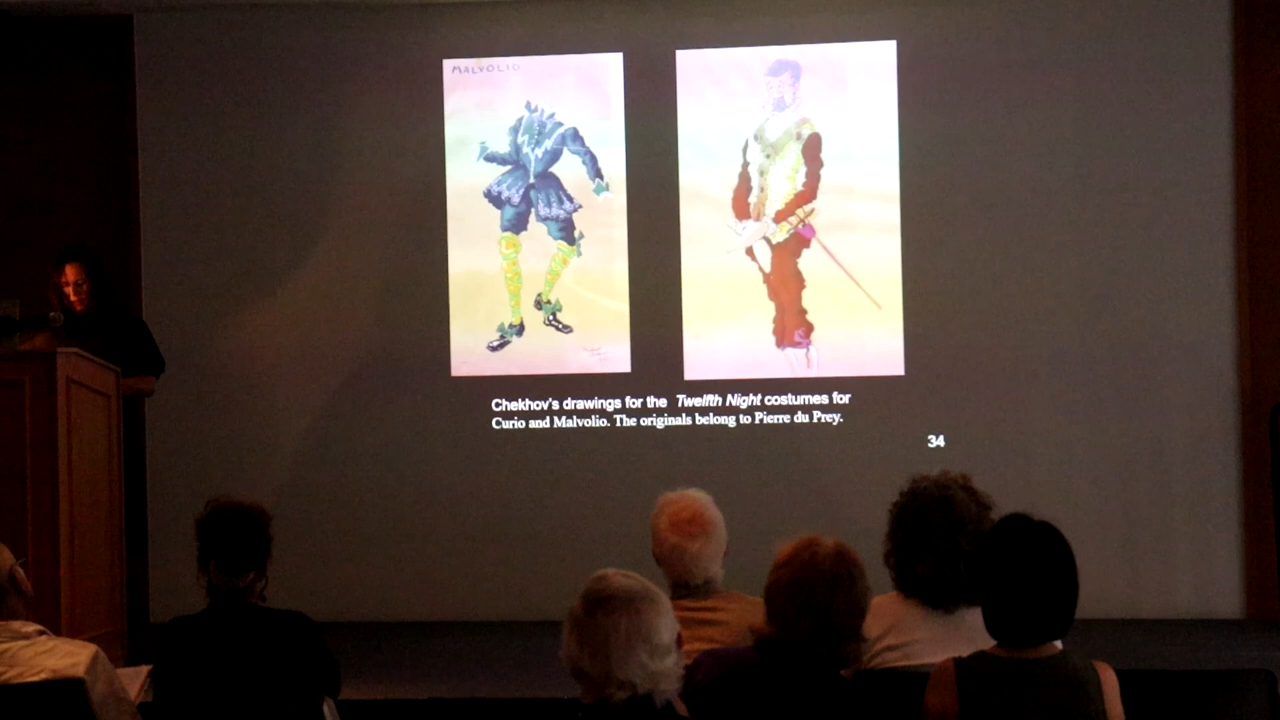 MALVOLIO
Chekhov's drawings for the Twelfth Night costumes for
Curio and Malvolio. The originals belong to Pierre du Prey.
34